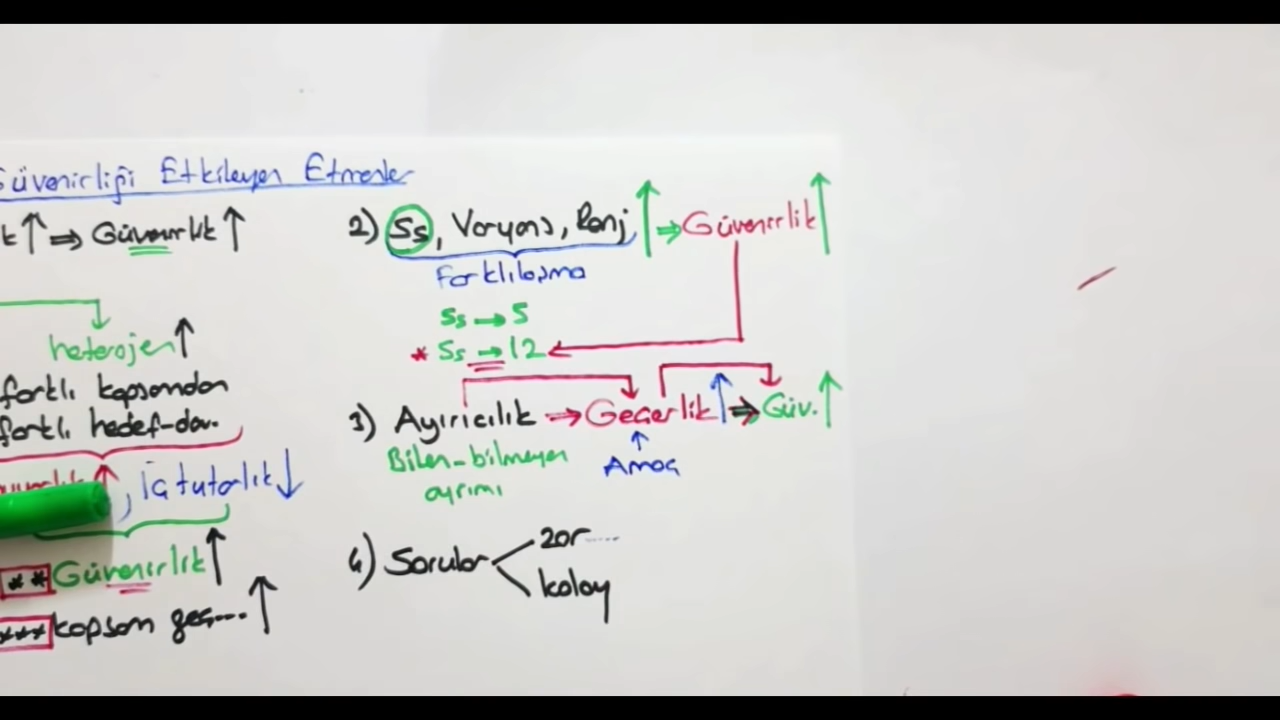 Güvenirliği Etkileyen Etmenler
k↑ ⇒ Güvenirlik ↑
heterojen ↑
farklı kapsamdan
farklı hedef-dav.
, iç tutarlık ↓
** Güvenirlik ↑
*** kapsam geç.... ↑
2) Ss, Varyans, Ranj ↑ ⇒ Güvenirlik ↑
Farklılaşma
Ss → 5
* Ss → 12
3) Ayırıcılık → Geçerlik ↑ ⇒ Güv. ↑
Bilen-bilmeyen
ayrımı
↑
Amaç
4) Sorular
zor ....
kolay